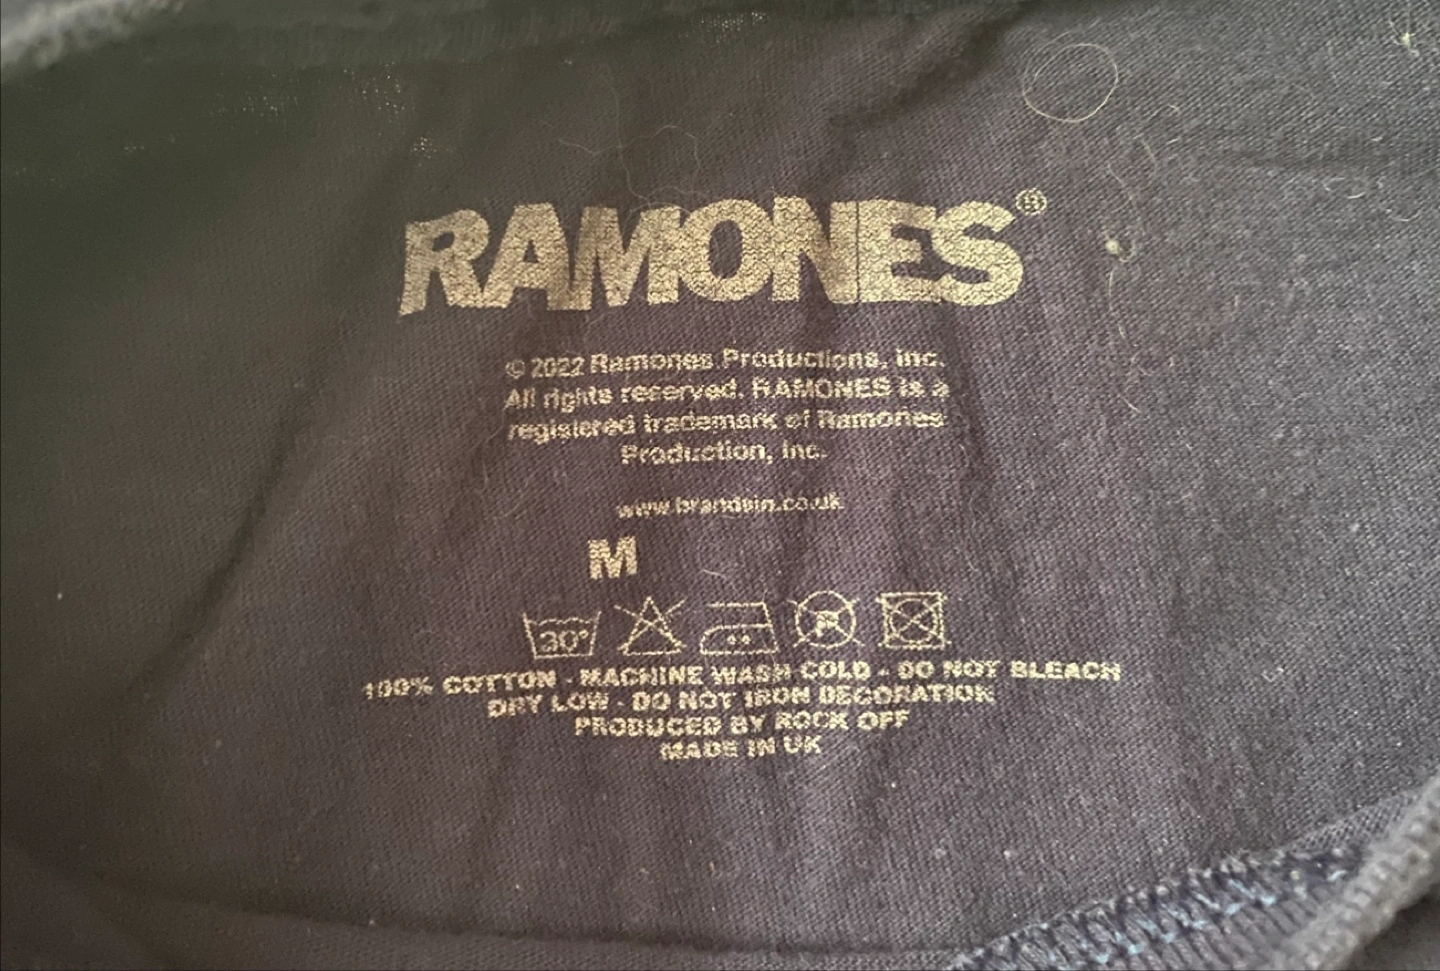 RAMONES®
© 2022 Ramones Productions, Inc.
All rights reserved. RAMONES is a
registered trademark of Ramones
Production, Inc.
www.brandsin.co.uk
M
30° P
100% COTTON - MACHINE WASH COLD - DO NOT BLEACH
DRY LOW - DO NOT IRON DECORATION
PRODUCED BY ROCK OFF
MADE IN UK